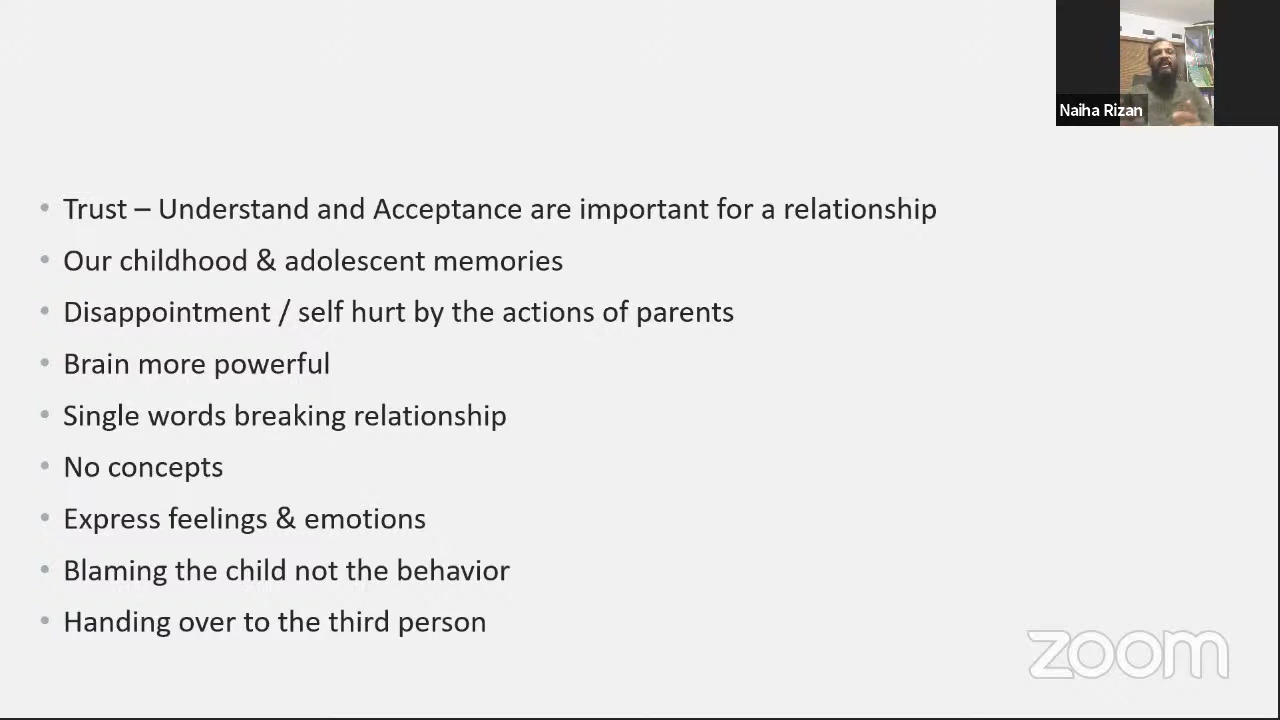 Naiha Rizan
• Trust – Understand and Acceptance are important for a relationship
• Our childhood & adolescent memories
• Disappointment / self hurt by the actions of parents
• Brain more powerful
• Single words breaking relationship
• No concepts
• Express feelings & emotions
• Blaming the child not the behavior
• Handing over to the third person
zoom